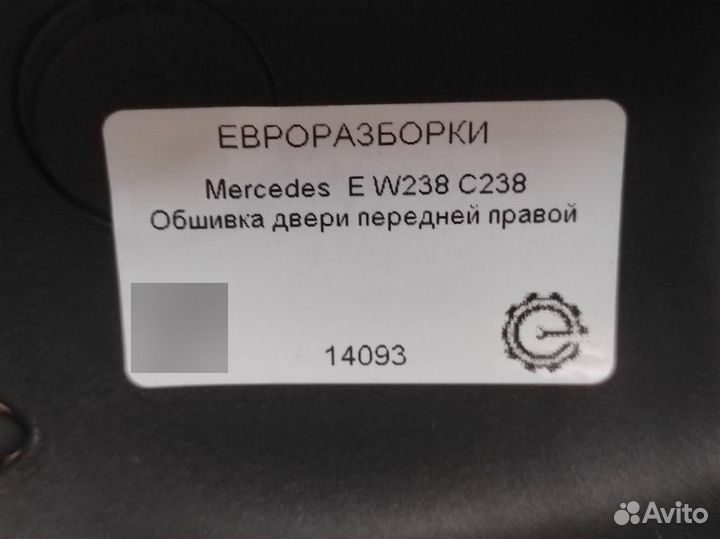 ЕВРОРАЗБОРКИ
Mercedes E W238 C238
Обшивка двери передней правой
14093
Avito